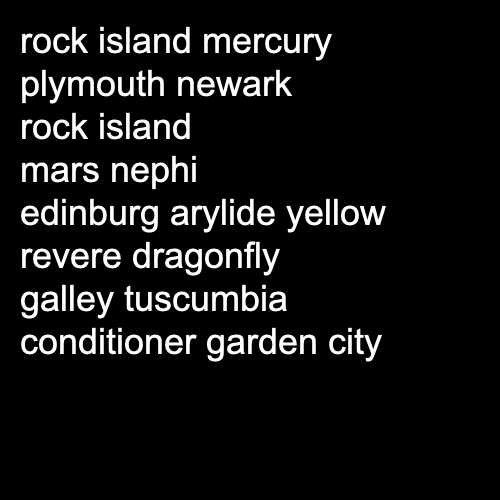 rock island mercury
plymouth newark
rock island
mars nephi
edinburg arylide yellow
revere dragonfly
galley tuscumbia
conditioner garden city